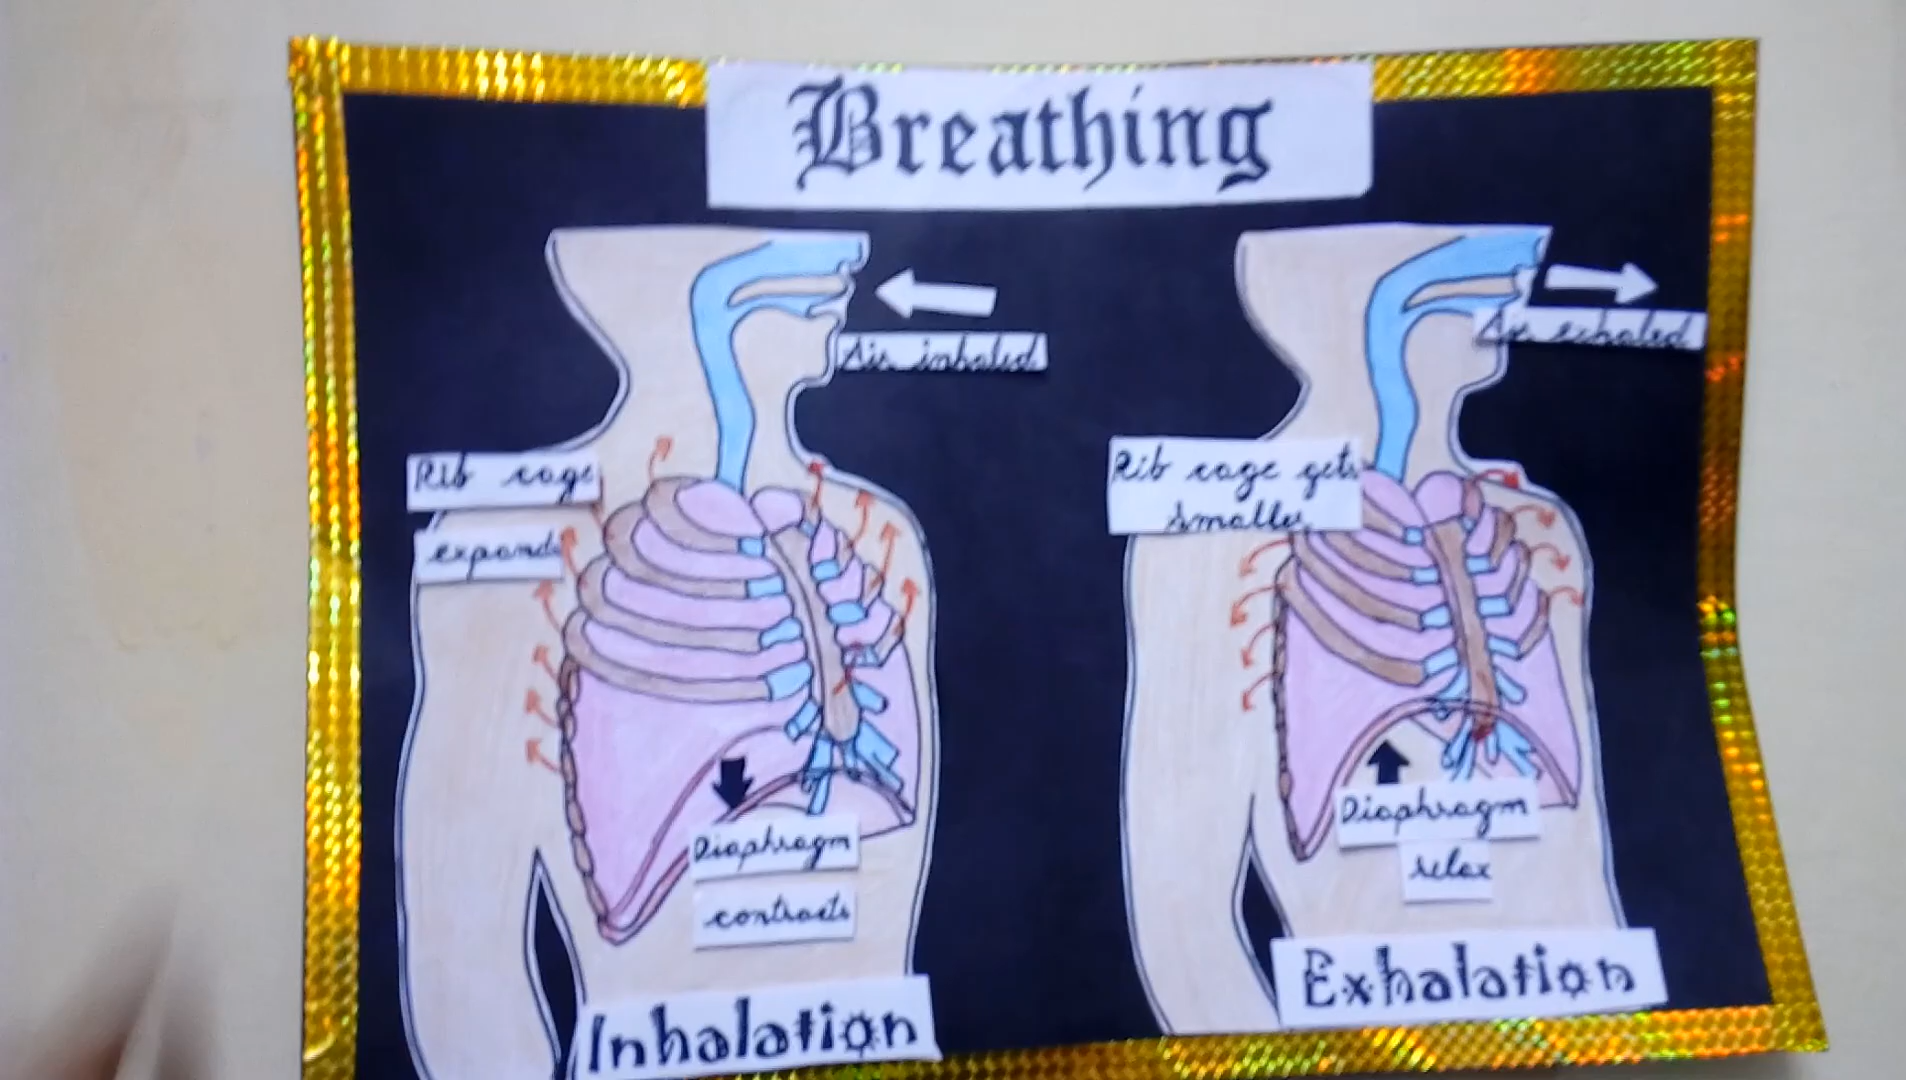 Breathing
Air inhaled
Rib cage
expands
Diaphragm
contracts
Inhalation
Air exhaled
Rib cage gets
smaller
Diaphragm
relax
Exhalation